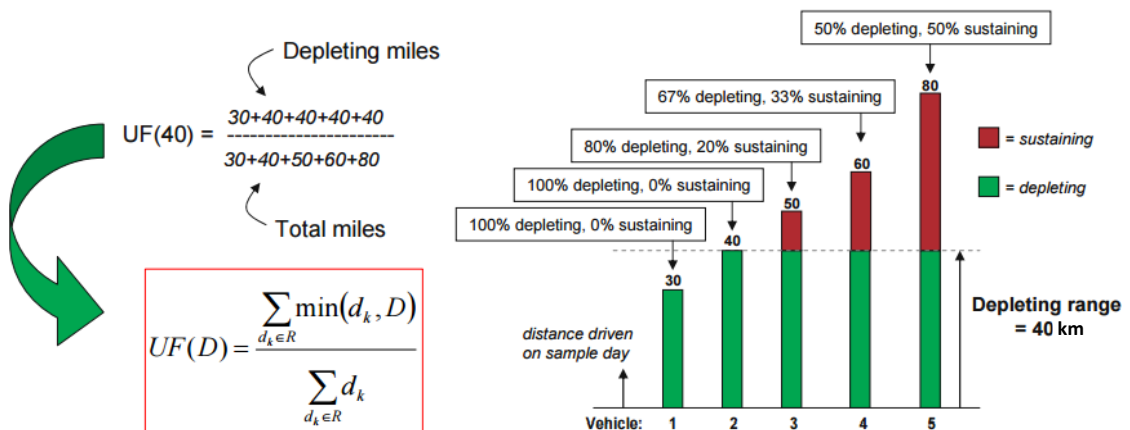 Depleting miles
UF(40) = 30+40+40+40+40
----------------------
30+40+50+60+80
Total miles
UF(D) = ∑ min(d_k, D)
d_k∈R
∑ d_k
d_k∈R
50% depleting, 50% sustaining
67% depleting, 33% sustaining
80% depleting, 20% sustaining
100% depleting, 0% sustaining
100% depleting, 0% sustaining
30
40
50
60
80
= sustaining
= depleting
Depleting range
= 40 km
distance driven
on sample day
Vehicle: 1 2 3 4 5